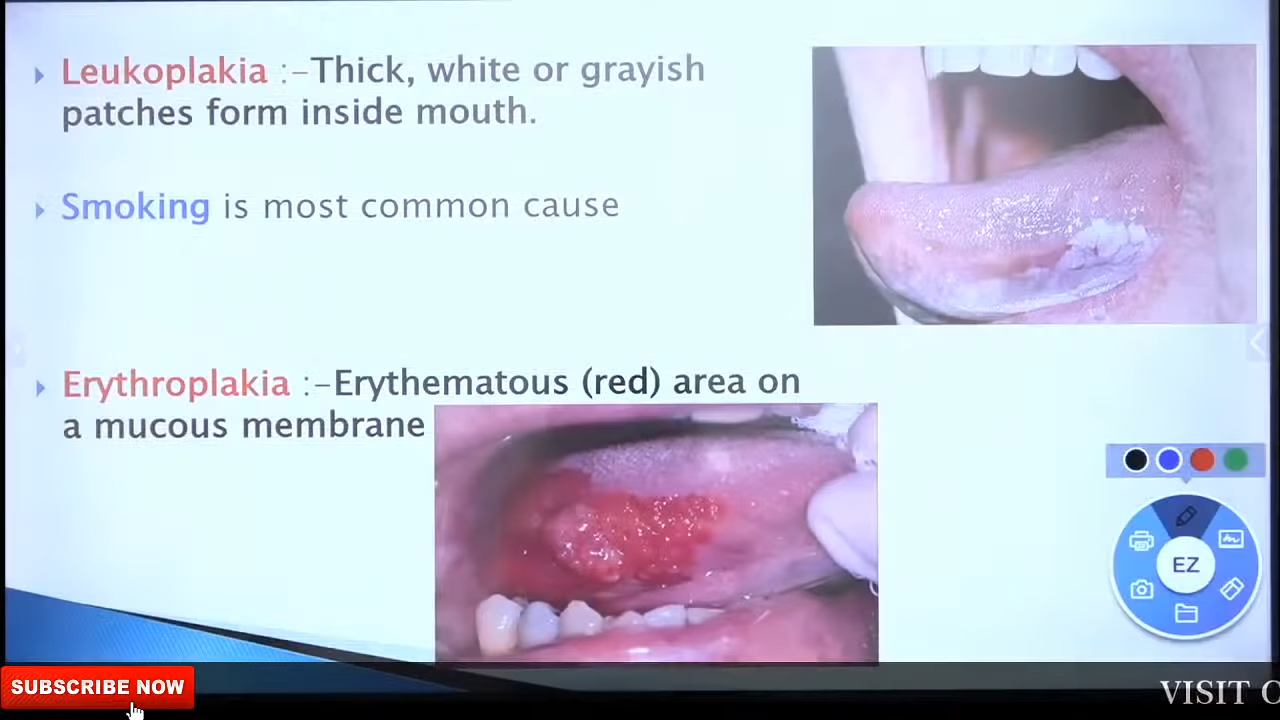 Leukoplakia :-Thick, white or grayish
patches form inside mouth.
Smoking is most common cause
Erythroplakia :-Erythematous (red) area on
a mucous membrane
EZ
SUBSCRIBE NOW
VISIT